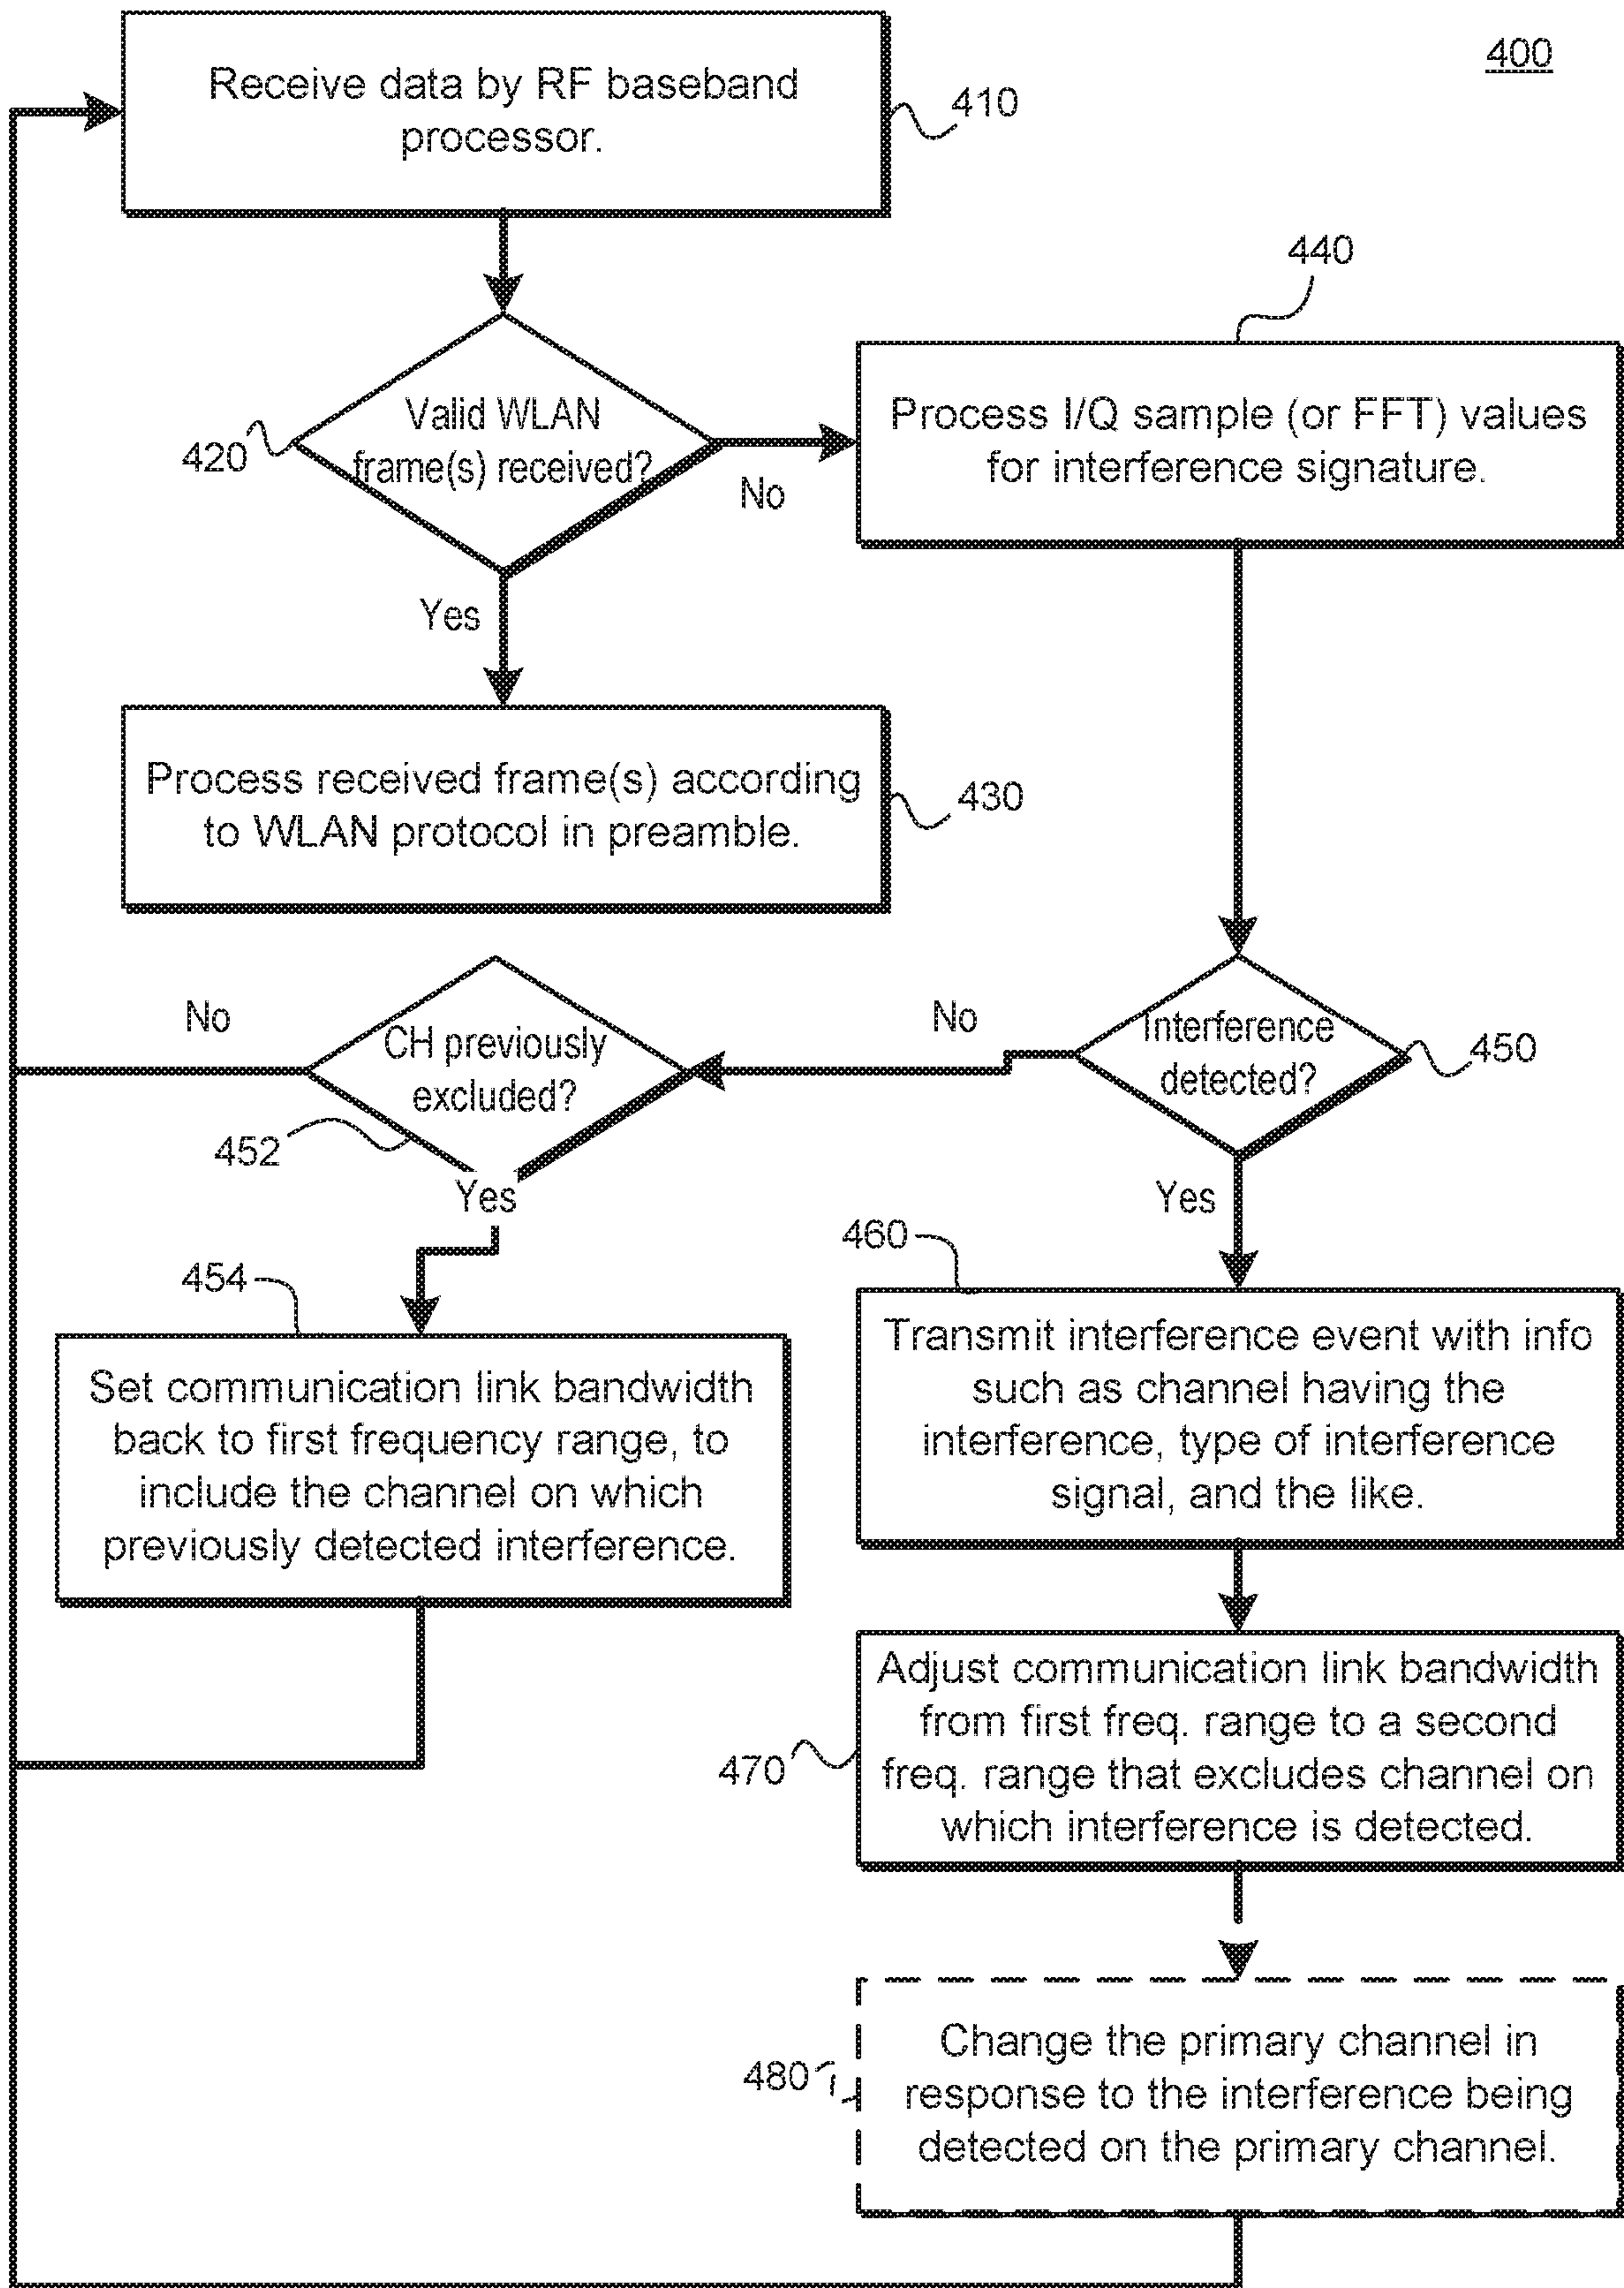 400
Receive data by RF baseband
processor.
410
440
Valid WLAN
frame(s) received?
420
No
Process I/Q sample (or FFT) values
for interference signature.
Yes
Process received frame(s) according
to WLAN protocol in preamble.
430
No
CH previously
excluded?
452
Yes
No
Interference
detected?
450
Yes
454
Set communication link bandwidth
back to first frequency range, to
include the channel on which
previously detected interference.
460
Transmit interference event with info
such as channel having the
interference, type of interference
signal, and the like.
Adjust communication link bandwidth
from first freq. range to a second
freq. range that excludes channel on
which interference is detected.
470
Change the primary channel in
response to the interference being
detected on the primary channel.
480